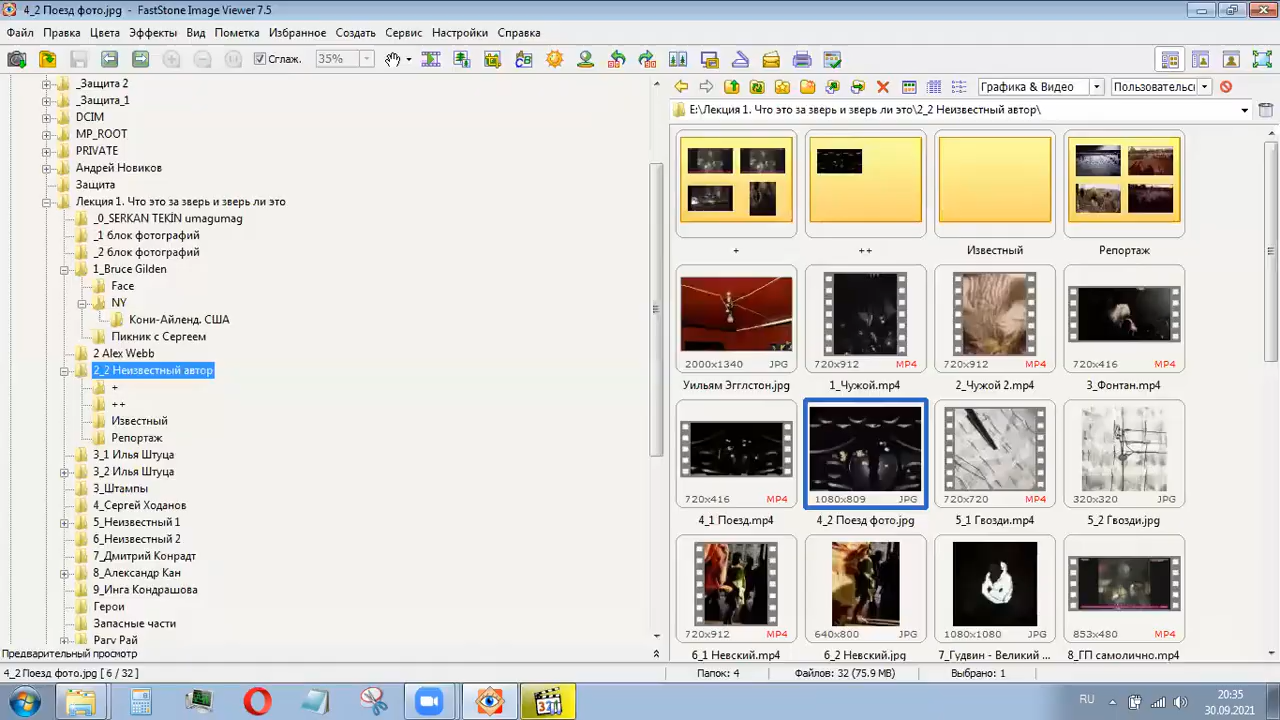 4_2 Поезд фото.jpg - FastStone Image Viewer 7.5
Файл Правка Цвета Эффекты Вид Пометка Избранное Создать Сервис Настройки Справка
Сглаж. 35%
_Защита 2
_Защита_1
DCIM
MP_ROOT
PRIVATE
Андрей Новиков
Защита
Лекция 1. Что это за зверь и зверь ли это
_0_SERKAN TEKİN umagumag
_1 блок фотографий
_2 блок фотографий
1_Bruce Gilden
Face
NY
Кони-Айленд. США
Пикник с Сергеем
2 Alex Webb
2_2 Неизвестный автор
+
++
Известный
Репортаж
3_1 Илья Штуца
3_2 Илья Штуца
3_Штампы
4_Сергей Ходанов
5_Неизвестный 1
6_Неизвестный 2
7_Дмитрий Конрадт
8_Александр Кан
9_Инга Кондрашова
Герои
Запасные части
Рагу Рай
Предварительный просмотр
4_2 Поезд фото.jpg [ 6 / 32 ]
Графика & Видео Пользовательс
E:\Лекция 1. Что это за зверь и зверь ли это\2_2 Неизвестный автор\
+ ++ Известный Репортаж
2000x1340 JPG 720x912 MP4 720x912 MP4 720x416 MP4
Уильям Эгглстон.jpg 1_Чужой.mp4 2_Чужой 2.mp4 3_Фонтан.mp4
720x416 MP4 1080x809 JPG 720x720 MP4 320x320 JPG
4_1 Поезд.mp4 4_2 Поезд фото.jpg 5_1 Гвозди.mp4 5_2 Гвозди.jpg
720x912 MP4 640x800 JPG 1080x1080 JPG 853x480 MP4
6_1 Невский.mp4 6_2 Невский.jpg 7_Гудвин - Великий ... 8_ГП самолично.mp4
Папок: 4 Файлов: 32 (75.9 MB) Выбрано: 1
321
RU
20:35
30.09.2021